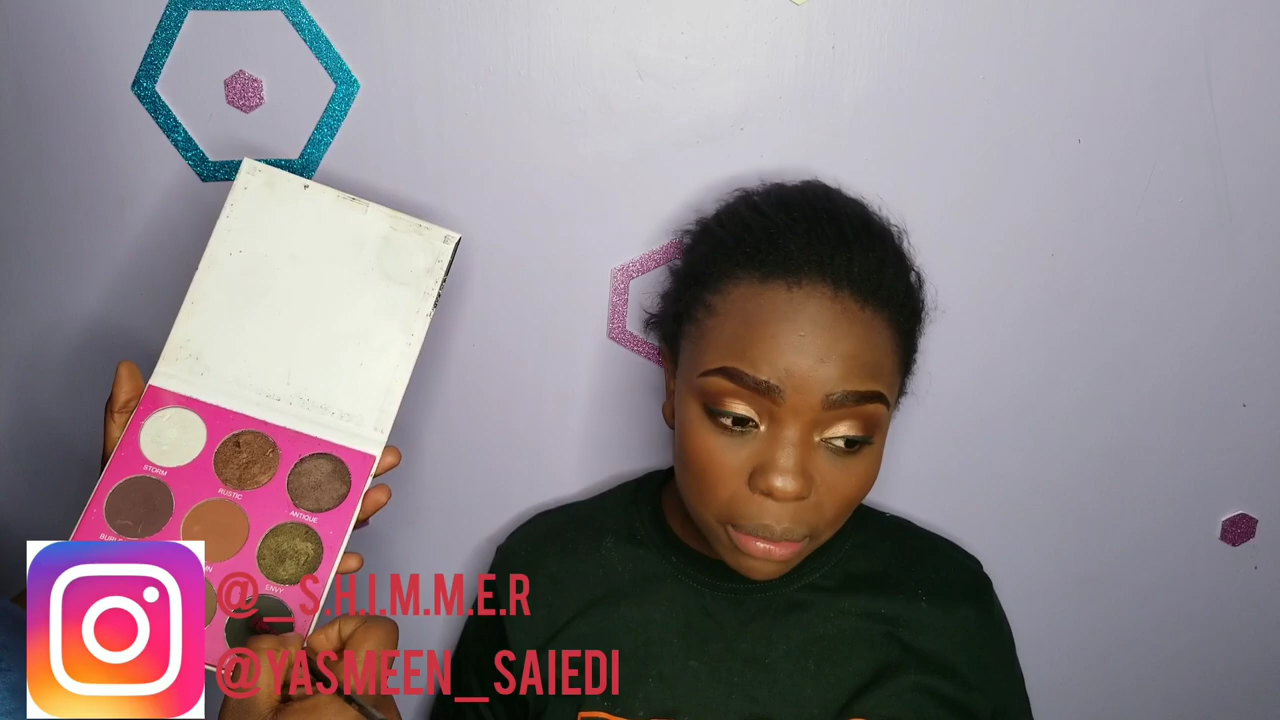 STORM
RUSTIC
ANTIQUE
ENVY
@_S.H.I.M.M.E.R
@YASMEEN_SAIEDI